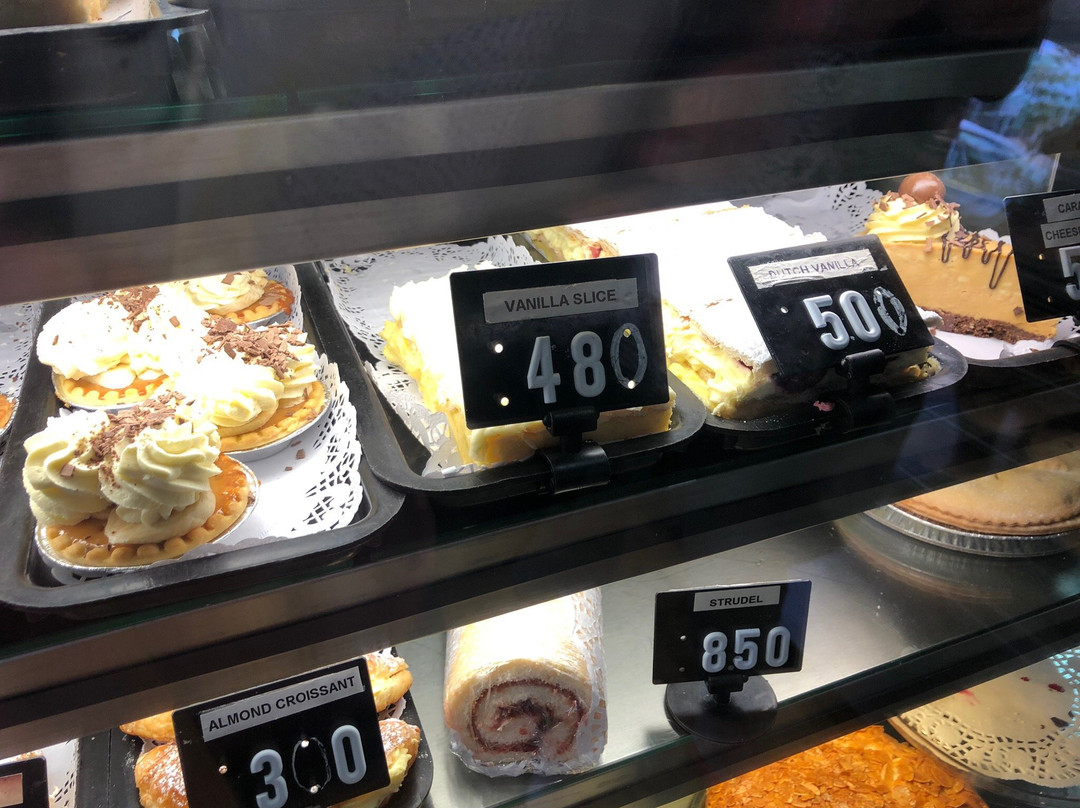 VANILLA SLICE
480
DUTCH VANILLA
500
STRUDEL
850
ALMOND CROISSANT
300